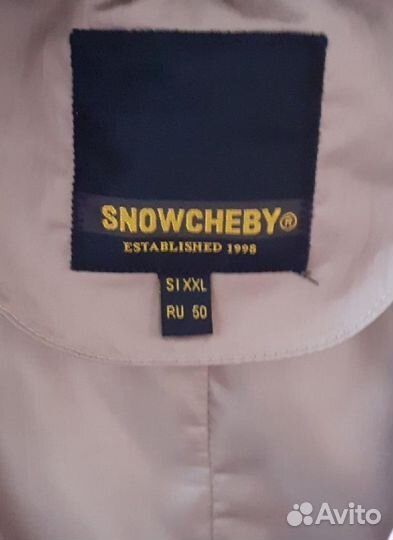 SNOWCHEBY®
ESTABLISHED 1998
SI XXL
RU 50
Avito